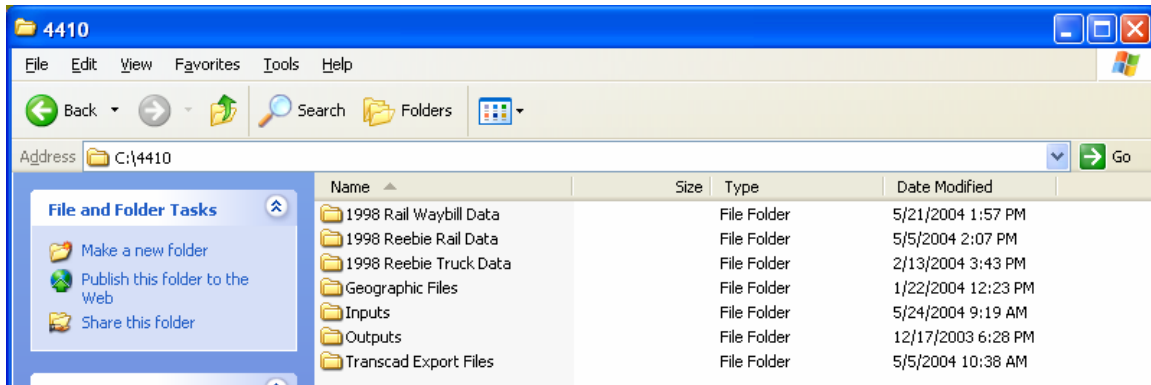 4410
File Edit View Favorites Tools Help
Back Search Folders
Address C:\4410 Go
File and Folder Tasks
Make a new folder
Publish this folder to the
Web
Share this folder
Name Size Type Date Modified
1998 Rail Waybill Data File Folder 5/21/2004 1:57 PM
1998 Reebie Rail Data File Folder 5/5/2004 2:07 PM
1998 Reebie Truck Data File Folder 2/13/2004 3:43 PM
Geographic Files File Folder 1/22/2004 12:23 PM
Inputs File Folder 5/24/2004 9:19 AM
Outputs File Folder 12/17/2003 6:28 PM
Transcad Export Files File Folder 5/5/2004 10:38 AM